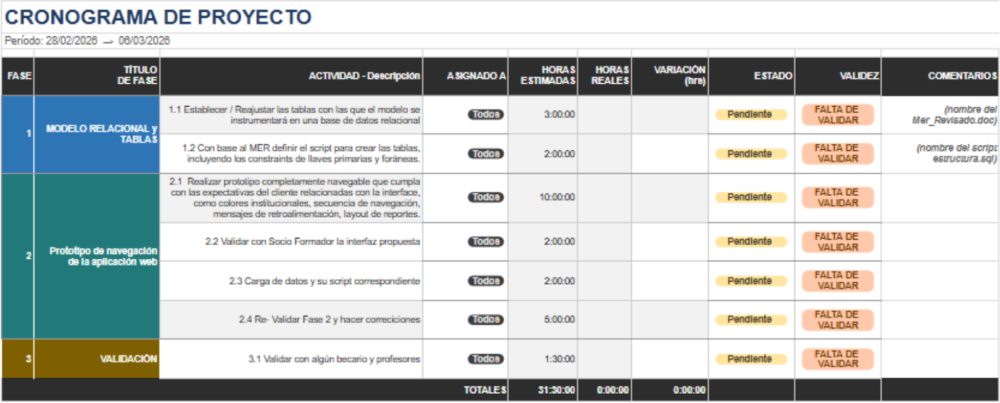 CRONOGRAMA DE PROYECTO
Período: 28/02/2026 → 06/03/2026
FASE
TÍTULO
DE FASE
ACTIVIDAD - Descripción
ASIGNADO A
HORAS
ESTIMADAS
HORAS
REALES
VARIACIÓN
(hrs)
ESTADO
VALIDEZ
COMENTARIOS
1
MODELO RELACIONAL y
TABLAS
1.1 Establecer / Reajustar las tablas con las que el modelo se
instrumentará en una base de datos relacional
Todos
3:00:00
Pendiente
FALTA DE
VALIDAR
(nombre del
Mer_Revisado.doc)
1.2 Con base al MER definir el script para crear las tablas,
incluyendo los constraints de llaves primarias y foráneas.
Todos
2:00:00
Pendiente
FALTA DE
VALIDAR
(nombre del script:
estructura.sql)
2
Prototipo de navegación
de la aplicación web
2.1 Realizar prototipo completamente navegable que cumpla
con las expectativas del cliente relacionadas con la interface,
como colores institucionales, secuencia de navegación,
mensajes de retroalimentación, layout de reportes.
Todos
10:00:00
Pendiente
FALTA DE
VALIDAR
2.2 Validar con Socio Formador la interfaz propuesta
Todos
2:00:00
Pendiente
FALTA DE
VALIDAR
2.3 Carga de datos y su script correspondiente
Todos
2:00:00
Pendiente
FALTA DE
VALIDAR
2.4 Re- Validar Fase 2 y hacer correciciones
Todos
5:00:00
Pendiente
FALTA DE
VALIDAR
3
VALIDACIÓN
3.1 Validar con algún becario y profesores
Todos
1:30:00
Pendiente
FALTA DE
VALIDAR
TOTALES
31:30:00
0:00:00
0:00:00